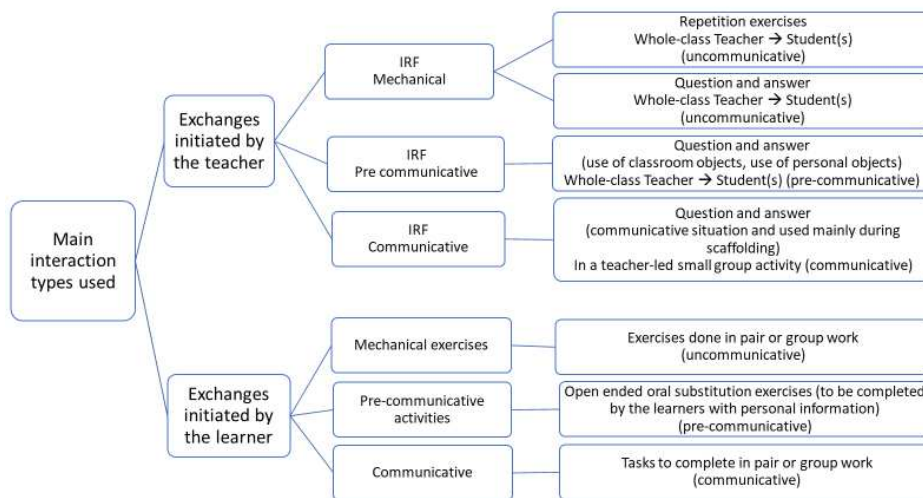 Main
interaction
types used
Exchanges
initiated by
the teacher
IRF
Mechanical
Repetition exercises
Whole-class Teacher → Student(s)
(uncommunicative)
Question and answer
Whole-class Teacher → Student(s)
(uncommunicative)
IRF
Pre communicative
Question and answer
(use of classroom objects, use of personal objects)
Whole-class Teacher → Student(s) (pre-communicative)
IRF
Communicative
Question and answer
(communicative situation and used mainly during
scaffolding)
In a teacher-led small group activity (communicative)
Exchanges
initiated by
the learner
Mechanical exercises
Exercises done in pair or group work
(uncommunicative)
Pre-communicative
activities
Open ended oral substitution exercises (to be completed
by the learners with personal information)
(pre-communicative)
Communicative
Tasks to complete in pair or group work
(communicative)